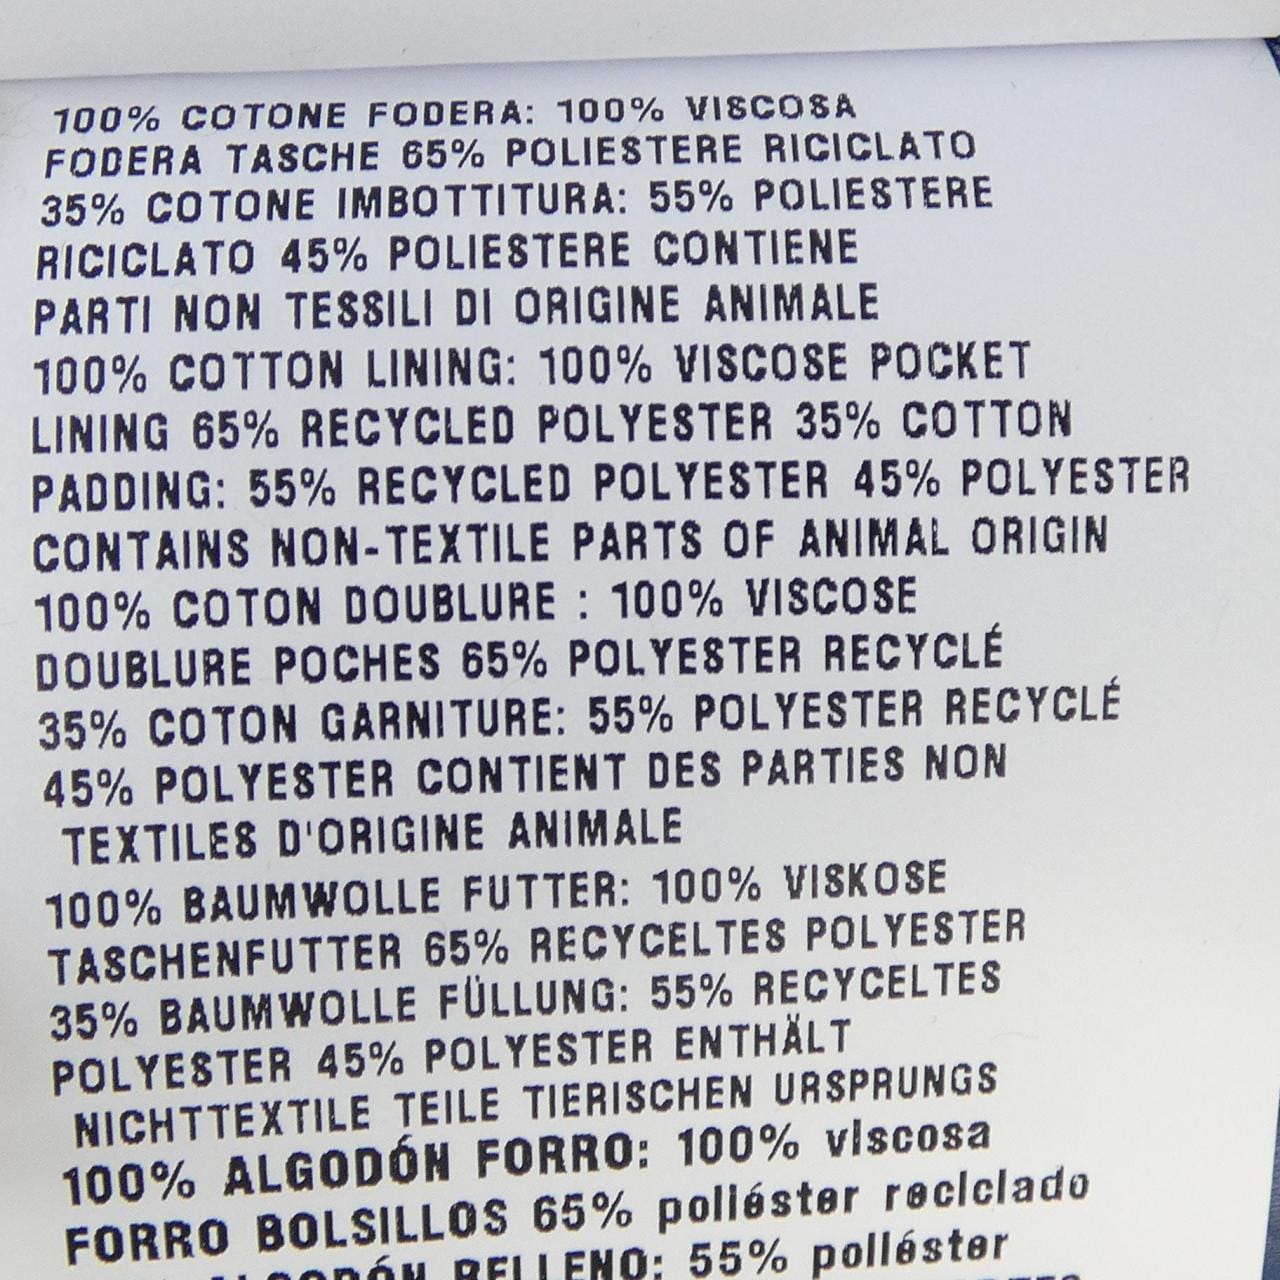 100% COTONE FODERA: 100% VISCOSA
FODERA TASCHE 65% POLIESTERE RICICLATO
35% COTONE IMBOTTITURA: 55% POLIESTERE
RICICLATO 45% POLIESTERE CONTIENE
PARTI NON TESSILI DI ORIGINE ANIMALE
100% COTTON LINING: 100% VISCOSE POCKET
LINING 65% RECYCLED POLYESTER 35% COTTON
PADDING: 55% RECYCLED POLYESTER 45% POLYESTER
CONTAINS NON-TEXTILE PARTS OF ANIMAL ORIGIN
100% COTON DOUBLURE : 100% VISCOSE
DOUBLURE POCHES 65% POLYESTER RECYCLÉ
35% COTON GARNITURE: 55% POLYESTER RECYCLÉ
45% POLYESTER CONTIENT DES PARTIES NON
TEXTILES D'ORIGINE ANIMALE
100% BAUMWOLLE FUTTER: 100% VISKOSE
TASCHENFUTTER 65% RECYCELTES POLYESTER
35% BAUMWOLLE FÜLLUNG: 55% RECYCELTES
POLYESTER 45% POLYESTER ENTHÄLT
NICHTTEXTILE TEILE TIERISCHEN URSPRUNGS
100% ALGODÓN FORRO: 100% viscosa
FORRO BOLSILLOS 65% poliéster reciclado
ALGODÓN RELLENO: 55% poliéster